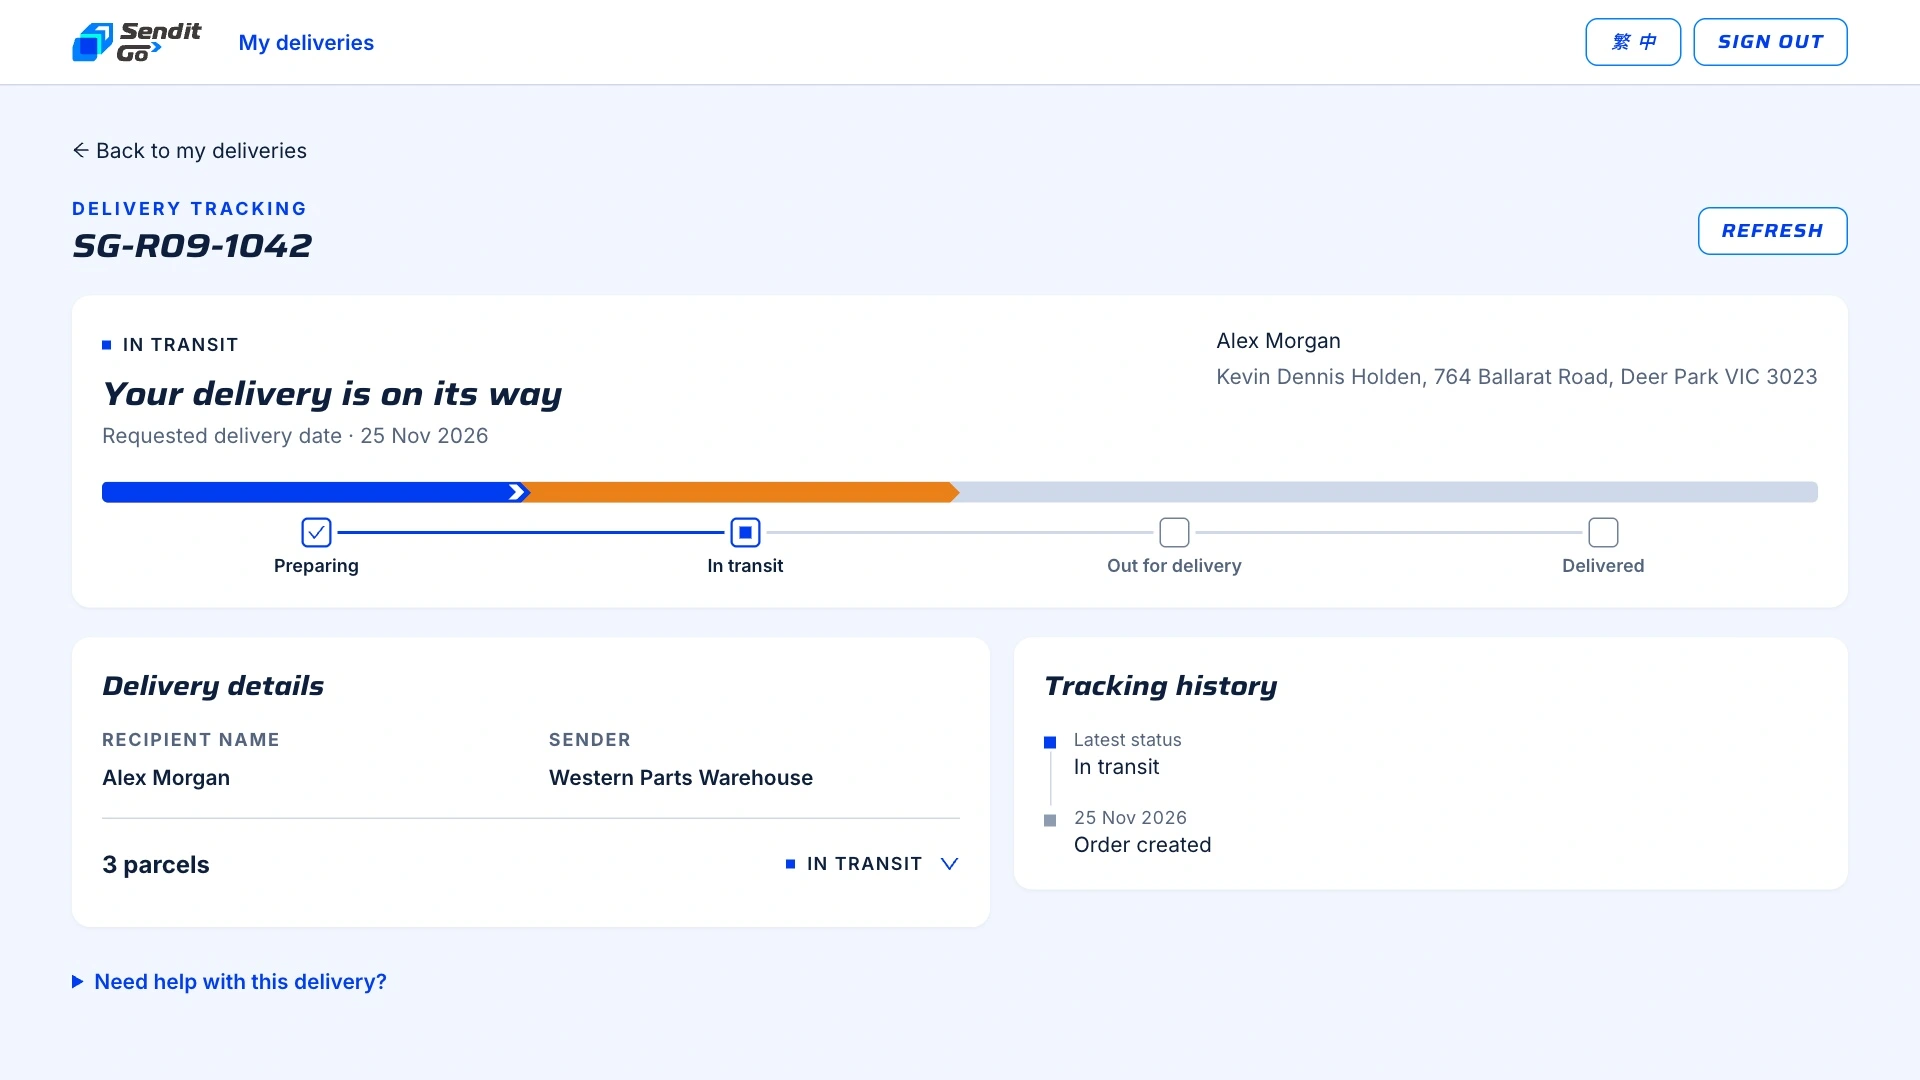 Sendit
Go
My deliveries
繁 中
SIGN OUT
← Back to my deliveries
DELIVERY TRACKING
SG-R09-1042
REFRESH
IN TRANSIT
Your delivery is on its way
Requested delivery date · 25 Nov 2026
Alex Morgan
Kevin Dennis Holden, 764 Ballarat Road, Deer Park VIC 3023
Preparing
In transit
Out for delivery
Delivered
Delivery details
RECIPIENT NAME
Alex Morgan
SENDER
Western Parts Warehouse
3 parcels
IN TRANSIT
Tracking history
Latest status
In transit
25 Nov 2026
Order created
Need help with this delivery?